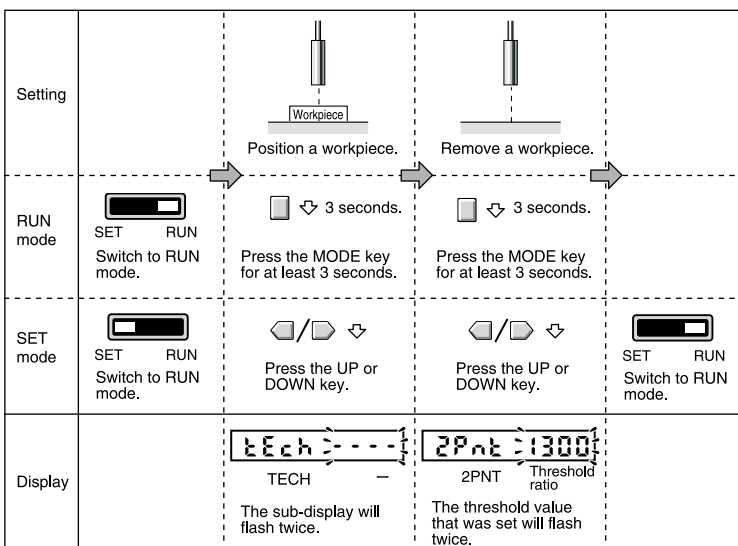 Setting
Workpiece
Position a workpiece.
Remove a workpiece.
RUN
mode
SET RUN
Switch to RUN
mode.
3 seconds.
Press the MODE key
for at least 3 seconds.
3 seconds.
Press the MODE key
for at least 3 seconds.
SET
mode
SET RUN
Switch to RUN
mode.
/
Press the UP or
DOWN key.
/
Press the UP or
DOWN key.
SET RUN
Switch to RUN
mode.
Display
tECh ----
TECH –
The sub-display will
flash twice.
2Pnt 1300
2PNT Threshold
ratio
The threshold value
that was set will flash
twice.